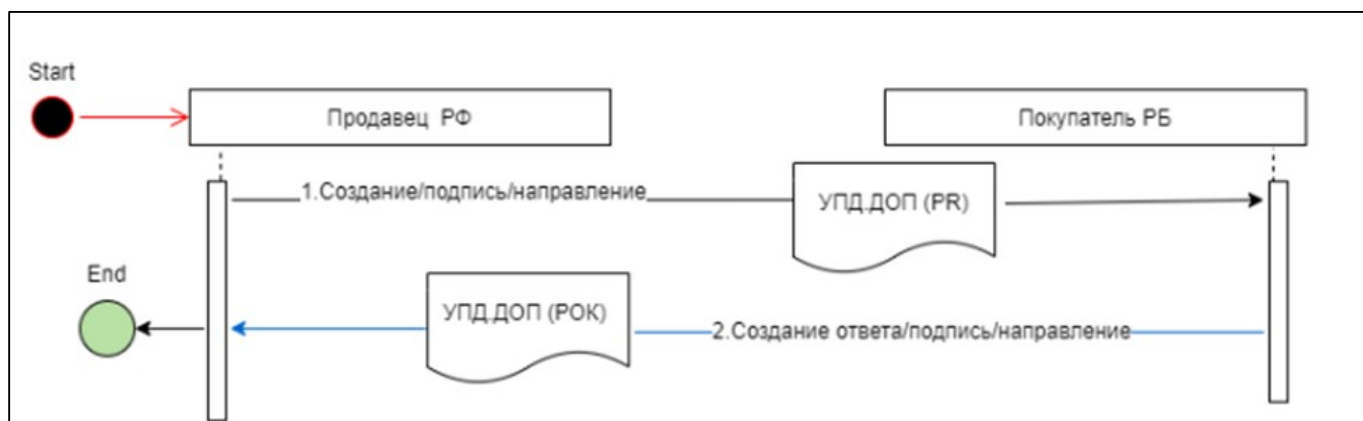 Start
Продавец РФ
Покупатель РБ
1.Создание/подпись/направление
УПД.ДОП (PR)
End
УПД.ДОП (РОК)
2.Создание ответа/подпись/направление